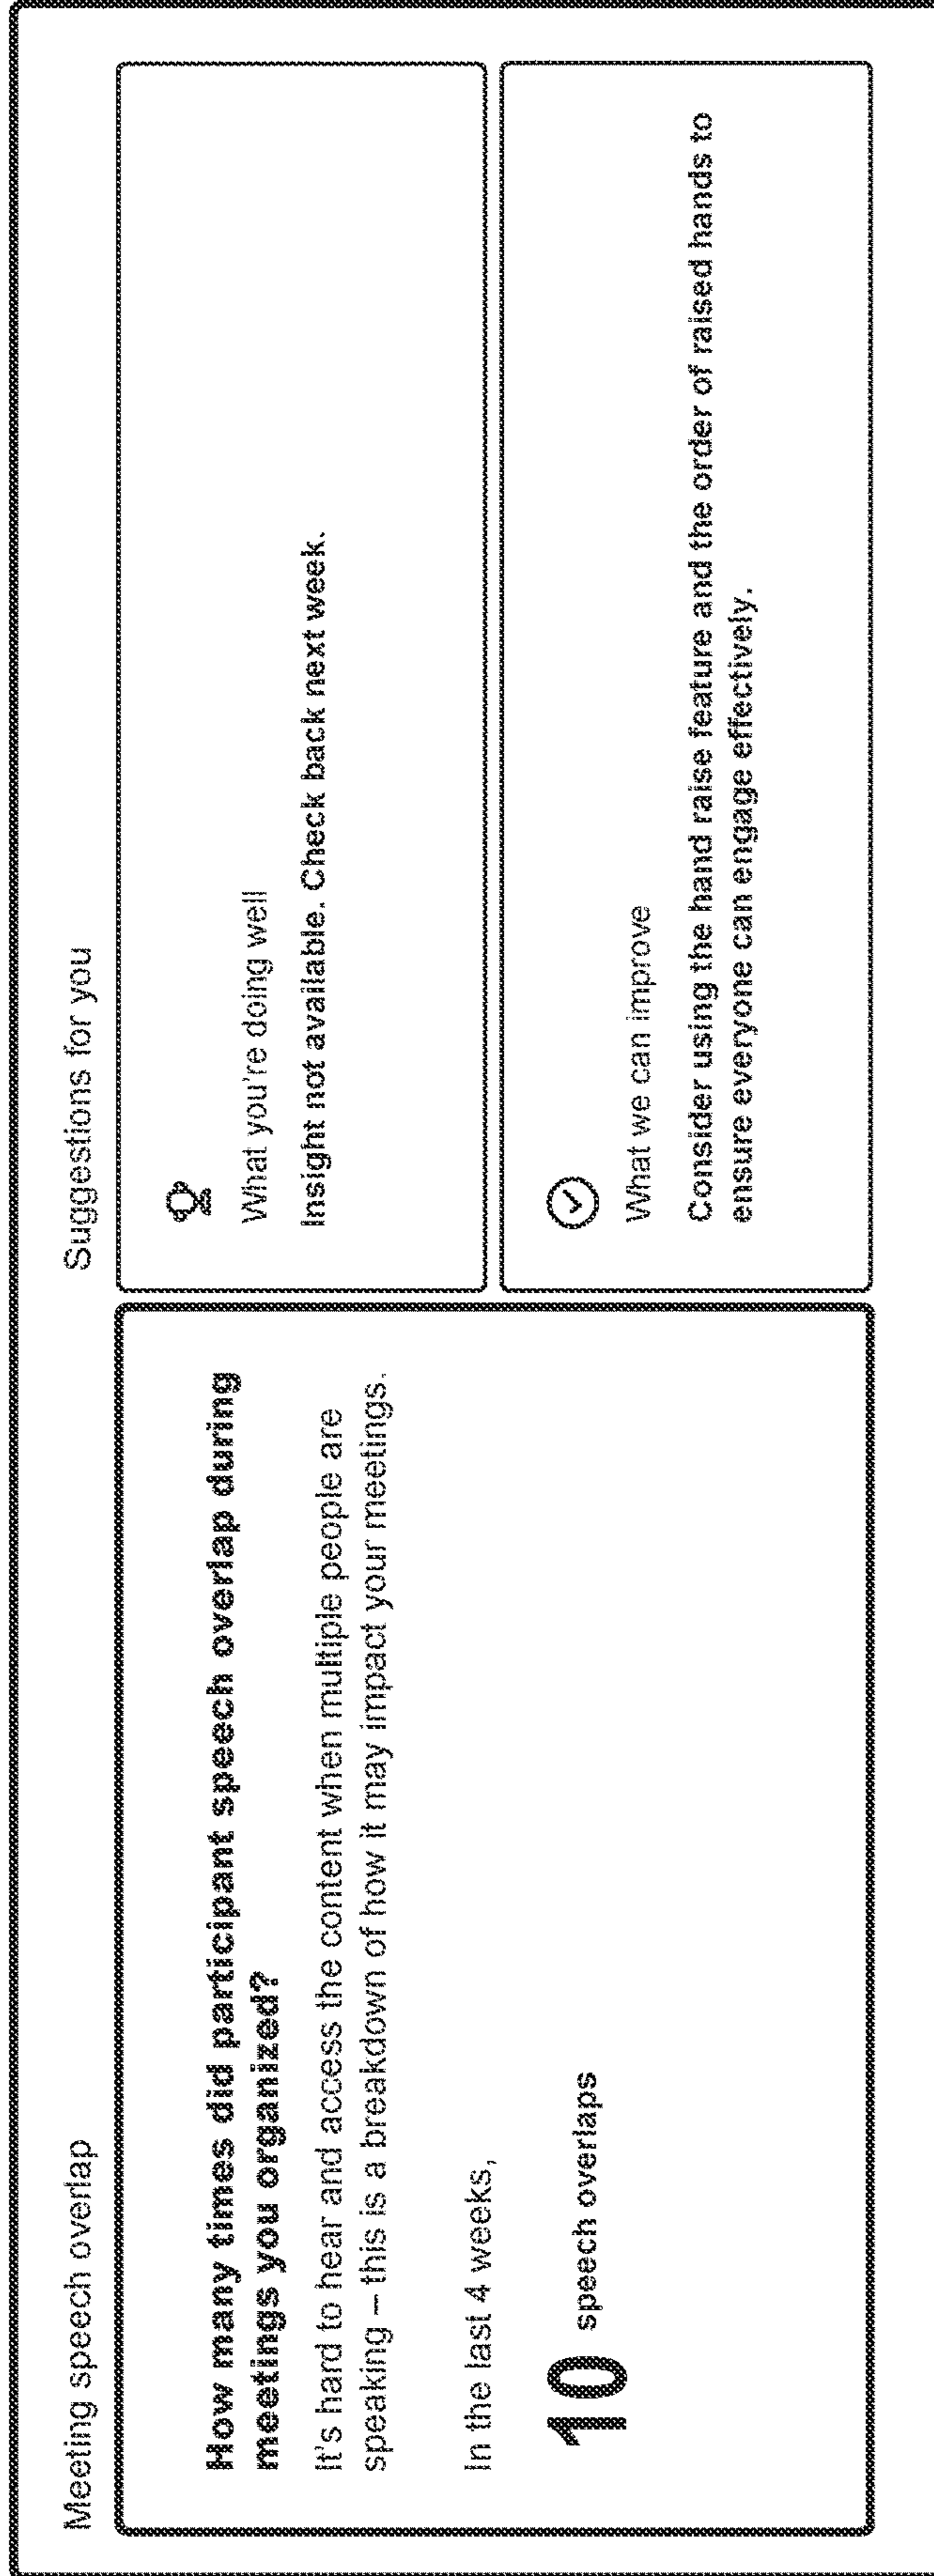 Meeting speech overlap
How many times did participant speech overlap during
meetings you organized?
It's hard to hear and access the content when multiple people are
speaking – this is a breakdown of how it may impact your meetings.
In the last 4 weeks,
10 speech overlaps
Suggestions for you
What you're doing well
Insight not available. Check back next week.
What we can improve
Consider using the hand raise feature and the order of raised hands to
ensure everyone can engage effectively.